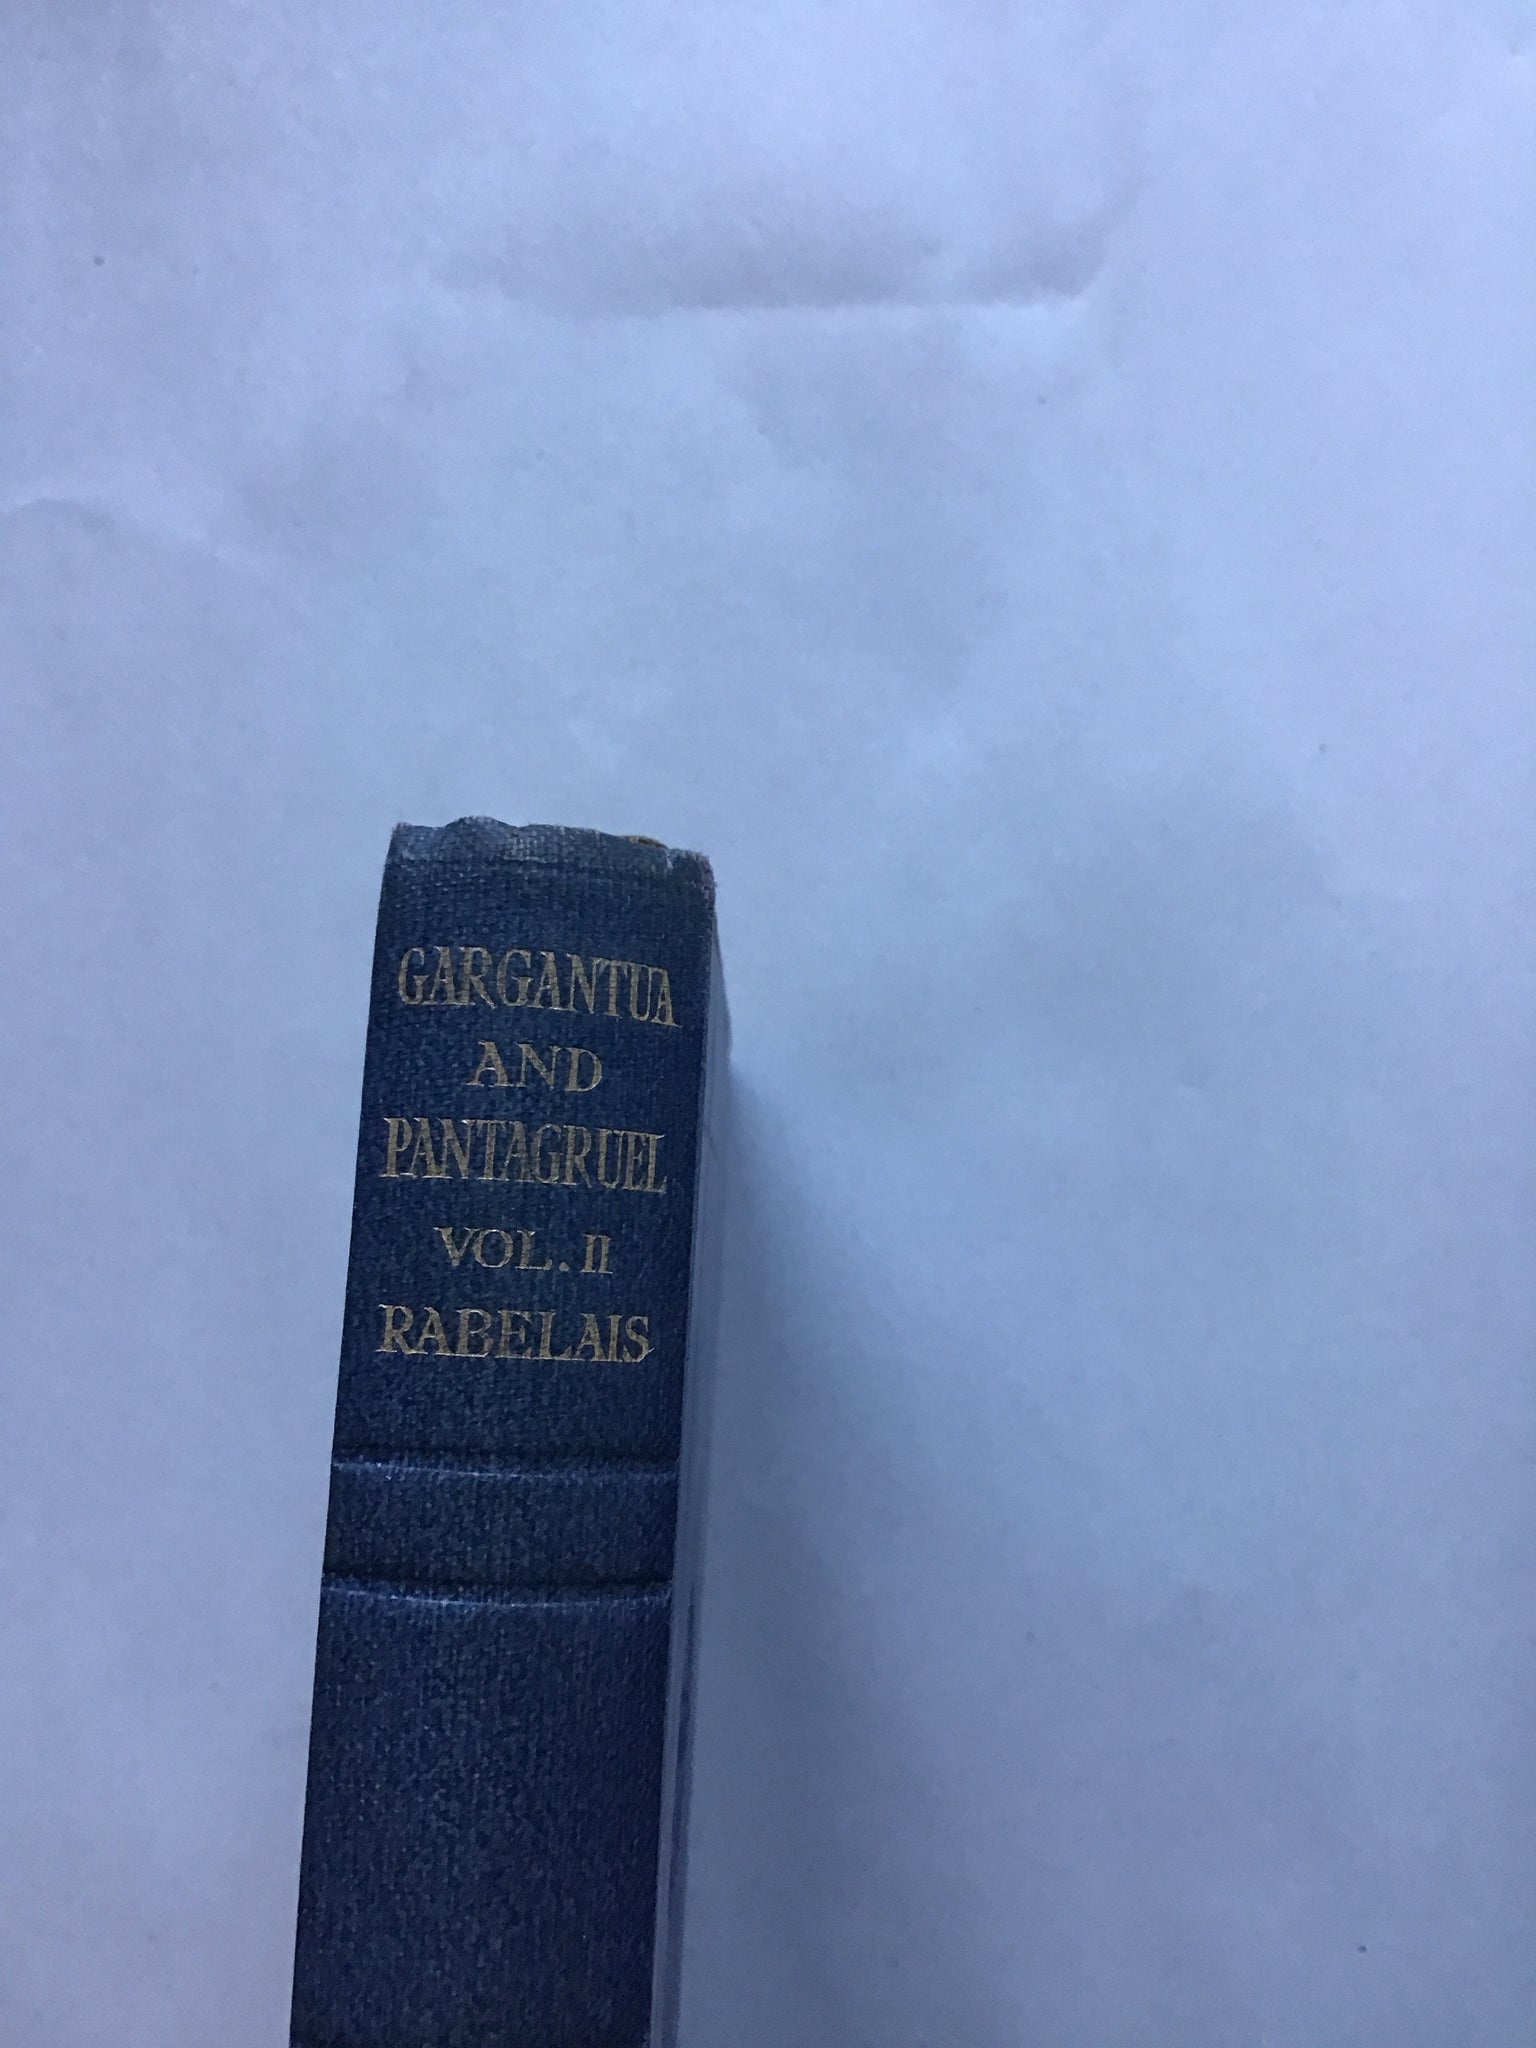 GARGANTUA
AND
PANTAGRUEL
VOL. II
RABELAIS